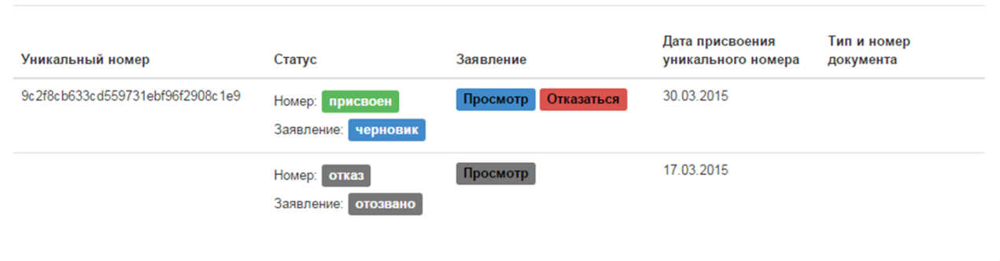 Уникальный номер Статус Заявление Дата присвоения уникального номера Тип и номер документа
9c2f8cb633cd559731ebf96f2908c1e9 Номер: присвоен Просмотр Отказаться 30.03.2015
Заявление: черновик
Номер: отказ Просмотр 17.03.2015
Заявление: отозвано